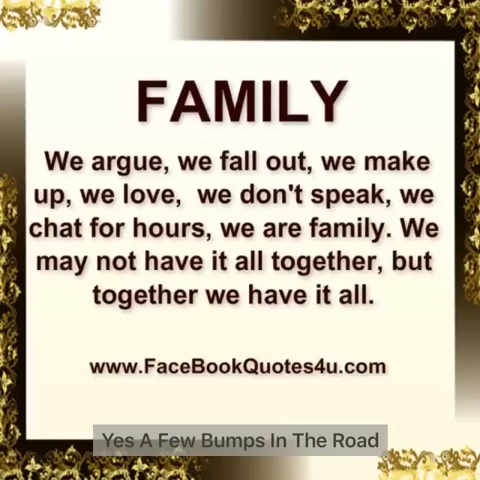 FAMILY
We argue, we fall out, we make
up, we love, we don't speak, we
chat for hours, we are family. We
may not have it all together, but
together we have it all.
www.FaceBookQuotes4u.com
Yes A Few Bumps In The Road